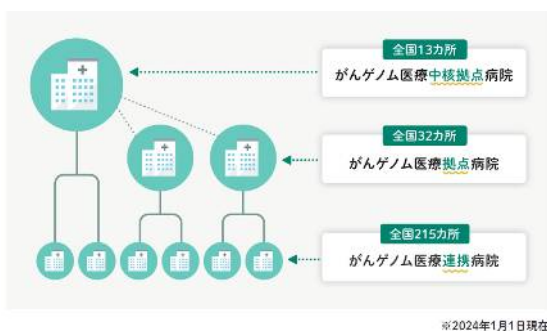 全国13カ所
がんゲノム医療中核拠点病院
全国32カ所
がんゲノム医療拠点病院
全国215カ所
がんゲノム医療連携病院
※2024年1月1日現在